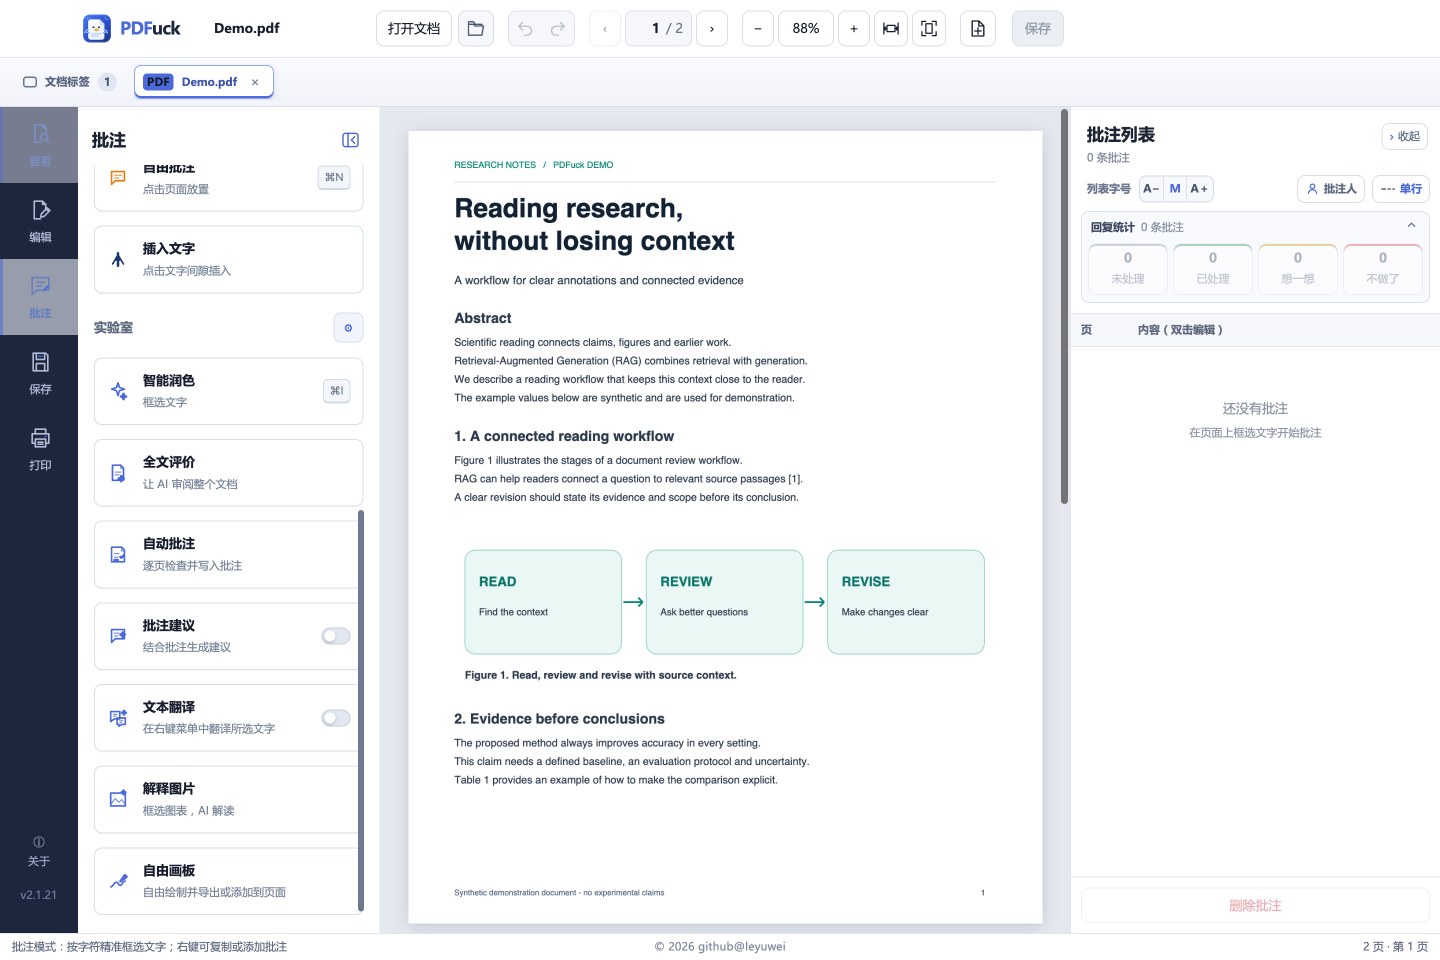 PDFuck
Demo.pdf
打开文档
1 / 2
88%
保存
文档标签 1
PDF Demo.pdf ×
查看
编辑
批注
保存
打印
关于
v2.1.21
批注
自由批注
点击页面放置
⌘N
插入文字
点击文字间隙插入
实验室
智能润色
框选文字
⌘I
全文评价
让 AI 审阅整个文档
自动批注
逐页检查并写入批注
批注建议
结合批注生成建议
文本翻译
在右键菜单中翻译所选文字
解释图片
框选图表，AI 解读
自由画板
自由绘制并导出或添加到页面
RESEARCH NOTES / PDFuck DEMO
Reading research,
without losing context
A workflow for clear annotations and connected evidence
Abstract
Scientific reading connects claims, figures and earlier work.
Retrieval-Augmented Generation (RAG) combines retrieval with generation.
We describe a reading workflow that keeps this context close to the reader.
The example values below are synthetic and are used for demonstration.
1. A connected reading workflow
Figure 1 illustrates the stages of a document review workflow.
RAG can help readers connect a question to relevant source passages [1].
A clear revision should state its evidence and scope before its conclusion.
READ
Find the context
REVIEW
Ask better questions
REVISE
Make changes clear
Figure 1. Read, review and revise with source context.
2. Evidence before conclusions
The proposed method always improves accuracy in every setting.
This claim needs a defined baseline, an evaluation protocol and uncertainty.
Table 1 provides an example of how to make the comparison explicit.
Synthetic demonstration document - no experimental claims
1
批注列表
› 收起
0 条批注
列表字号 A− M A+
批注人
--- 单行
回复统计 0 条批注
0
未处理
0
已处理
0
想一想
0
不做了
页 内容（双击编辑）
还没有批注
在页面上框选文字开始批注
删除批注
批注模式：按字符精准框选文字；右键可复制或添加批注
© 2026 github@leyuwei
2 页 · 第 1 页